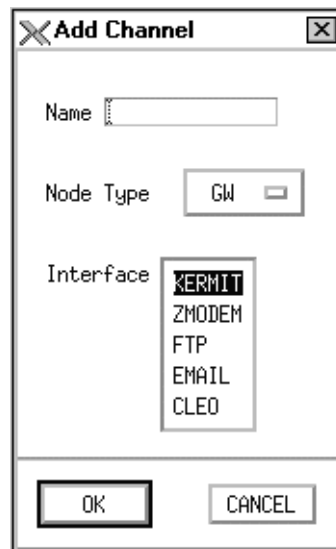 Add Channel
Name
Node Type GW
Interface KERMIT
ZMODEM
FTP
EMAIL
CLEO
OK CANCEL